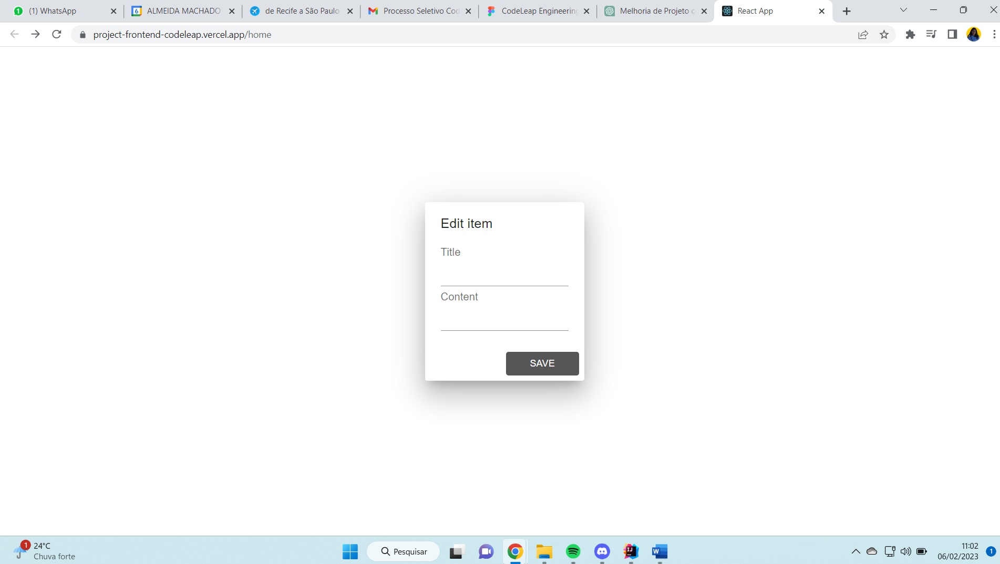 (1) WhatsApp
6
ALMEIDA MACHADO
de Recife a São Paulo
Processo Seletivo Cod
CodeLeap Engineering
Melhoria de Projeto c
React App
project-frontend-codeleap.vercel.app/home
Edit item
Title
Content
SAVE
1
24°C
Chuva forte
Pesquisar
IJ
W
11:02
06/02/2023
1